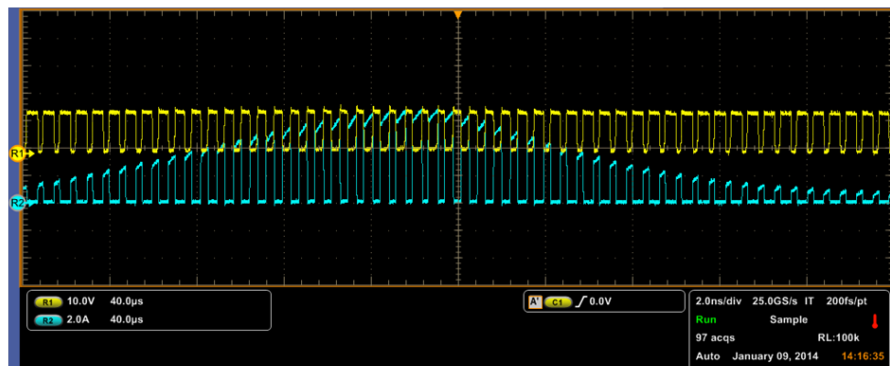 R1
R2
R1 10.0V 40.0µs
R2 2.0A 40.0µs
A' C1 0.0V
2.0ns/div 25.0GS/s IT 200fs/pt
Run Sample
97 acqs RL:100k
Auto January 09, 2014 14:16:35